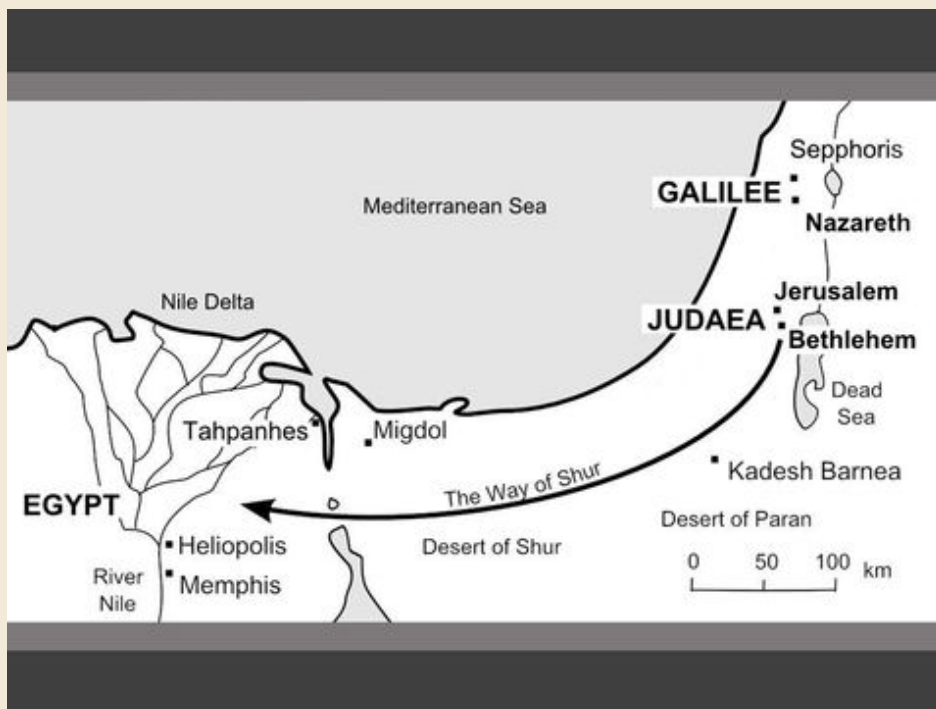 Sepphoris
GALILEE
Mediterranean Sea
Nazareth
Nile Delta
Jerusalem
JUDAEA
Bethlehem
Dead
Sea
Tahpanhes
Migdol
Kadesh Barnea
The Way of Shur
EGYPT
Desert of Paran
Heliopolis
Desert of Shur
0 50 100 km
River
Nile
Memphis